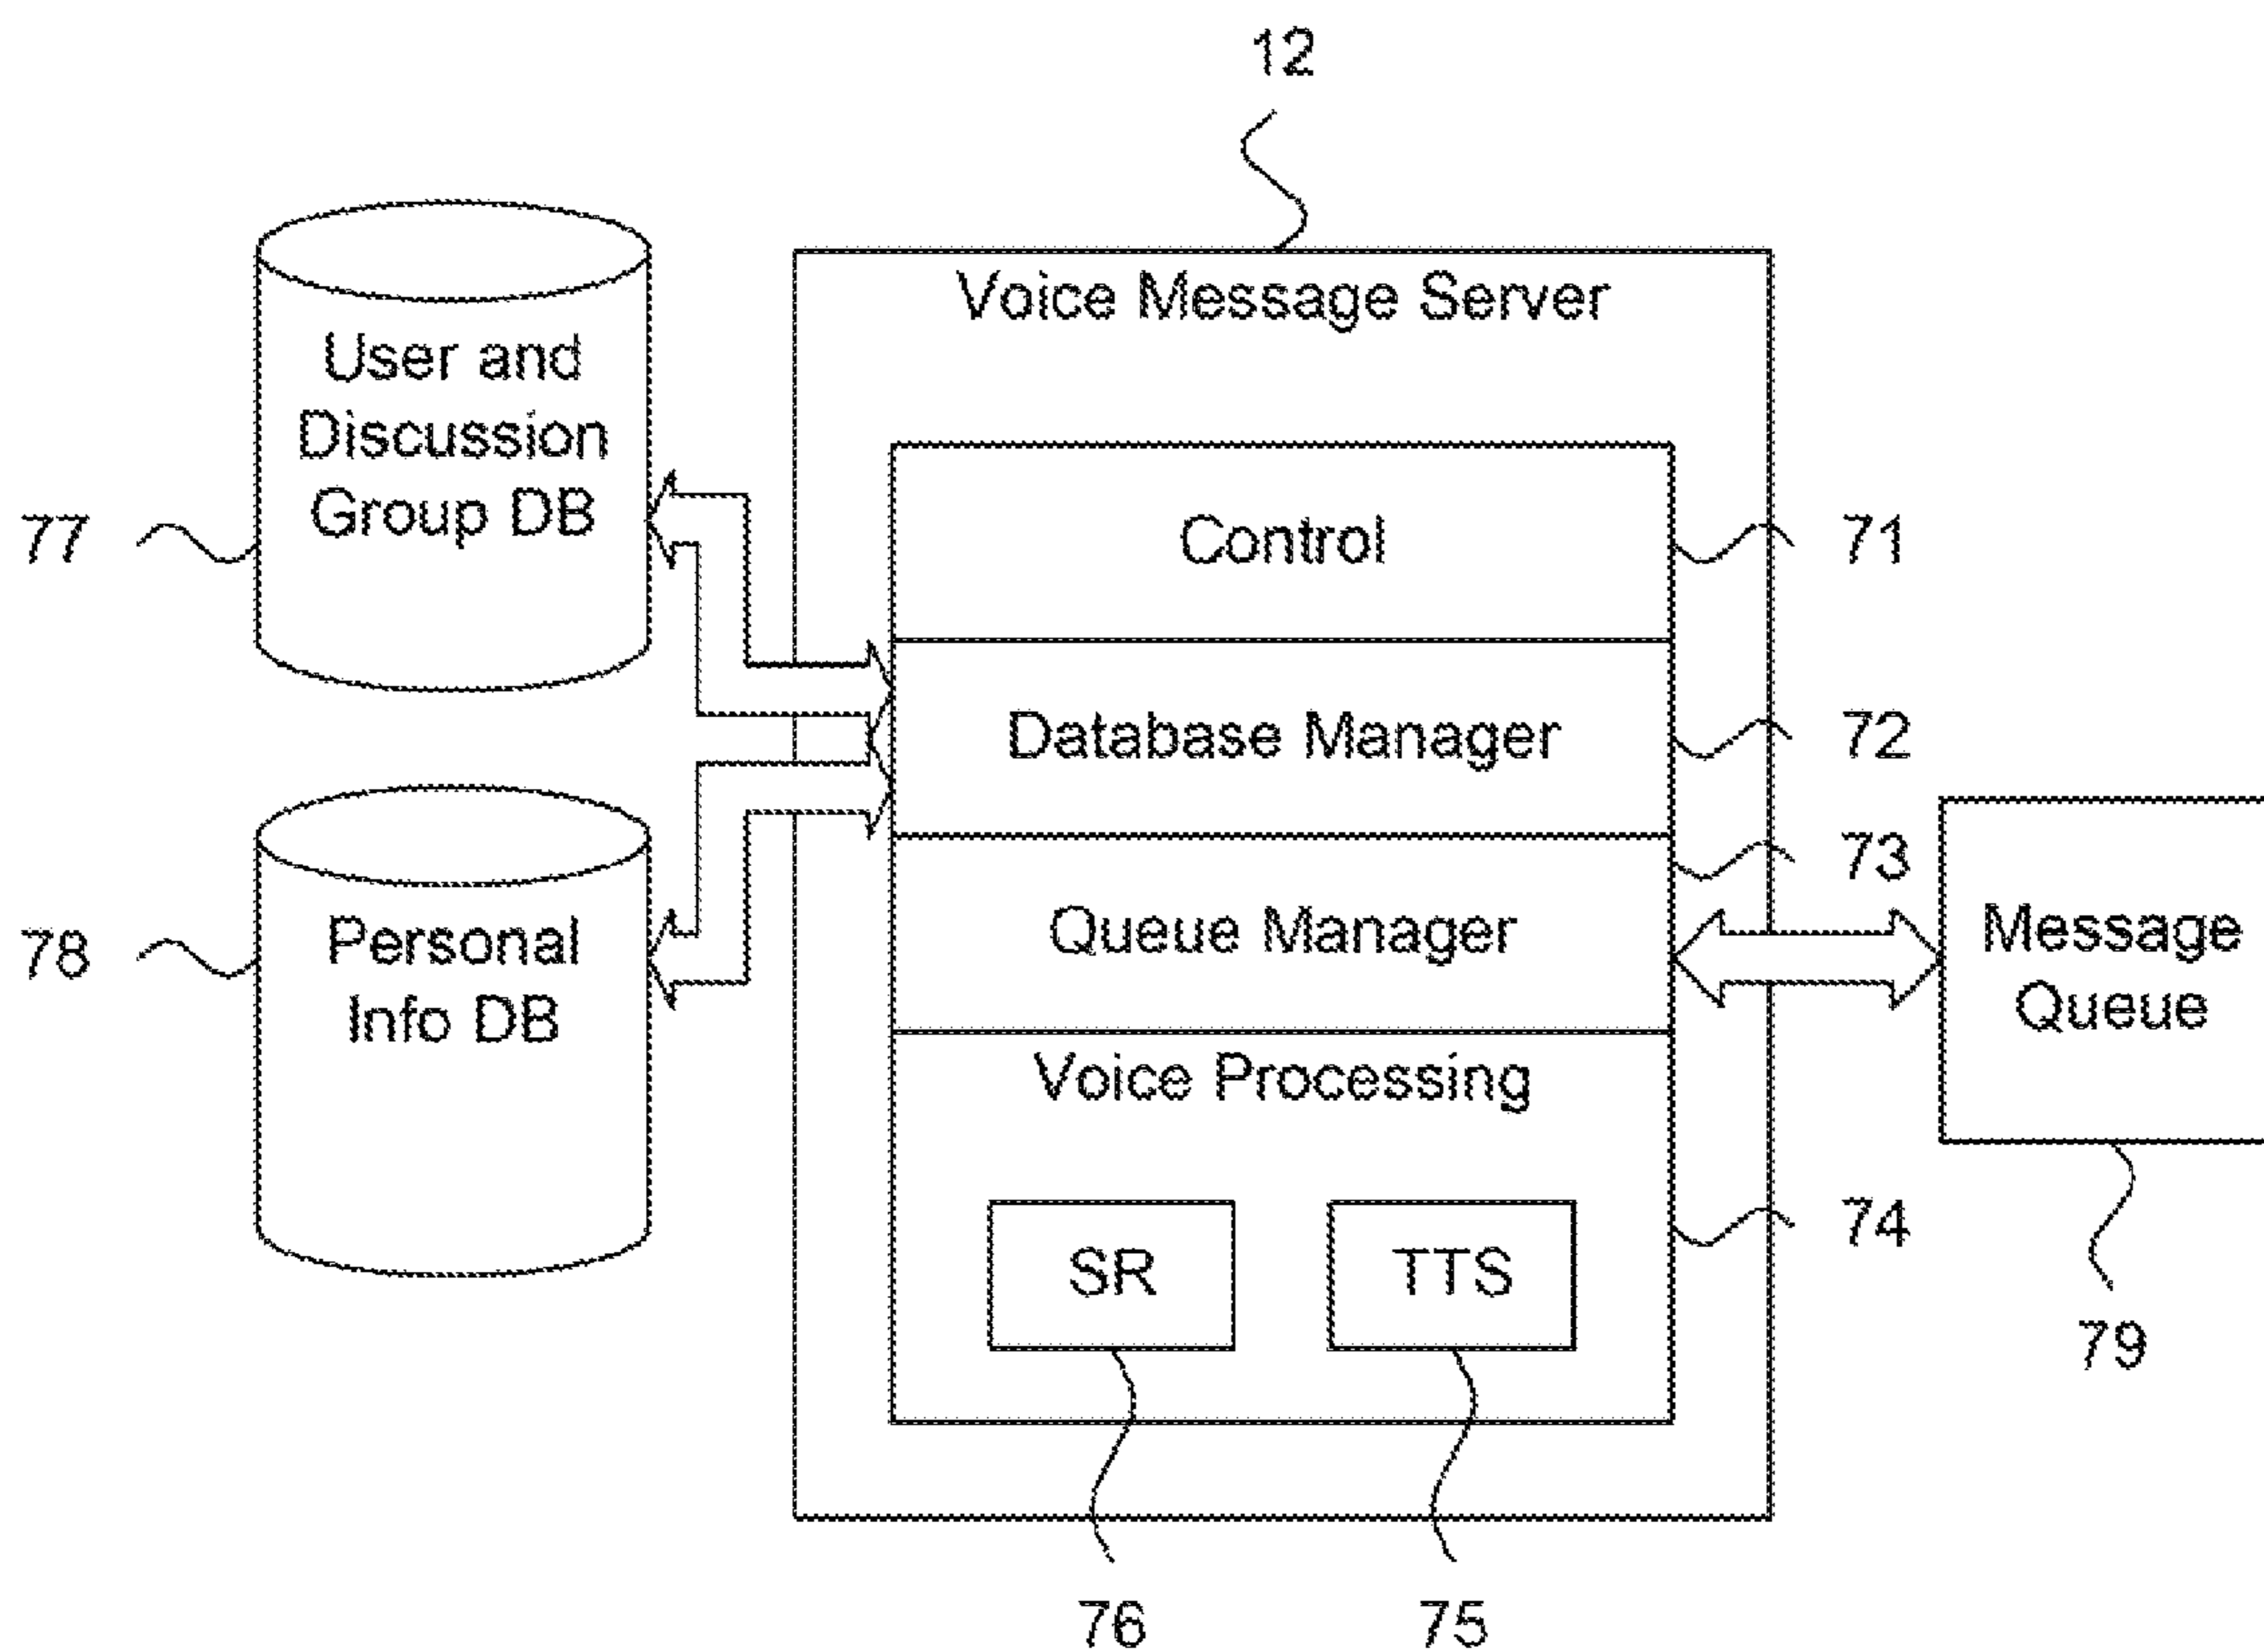 12
Voice Message Server
User and
Discussion
Group DB
77
Control
71
Database Manager
72
73
Personal
Info DB
78
Queue Manager
Message
Queue
Voice Processing
74
SR
TTS
79
76
75